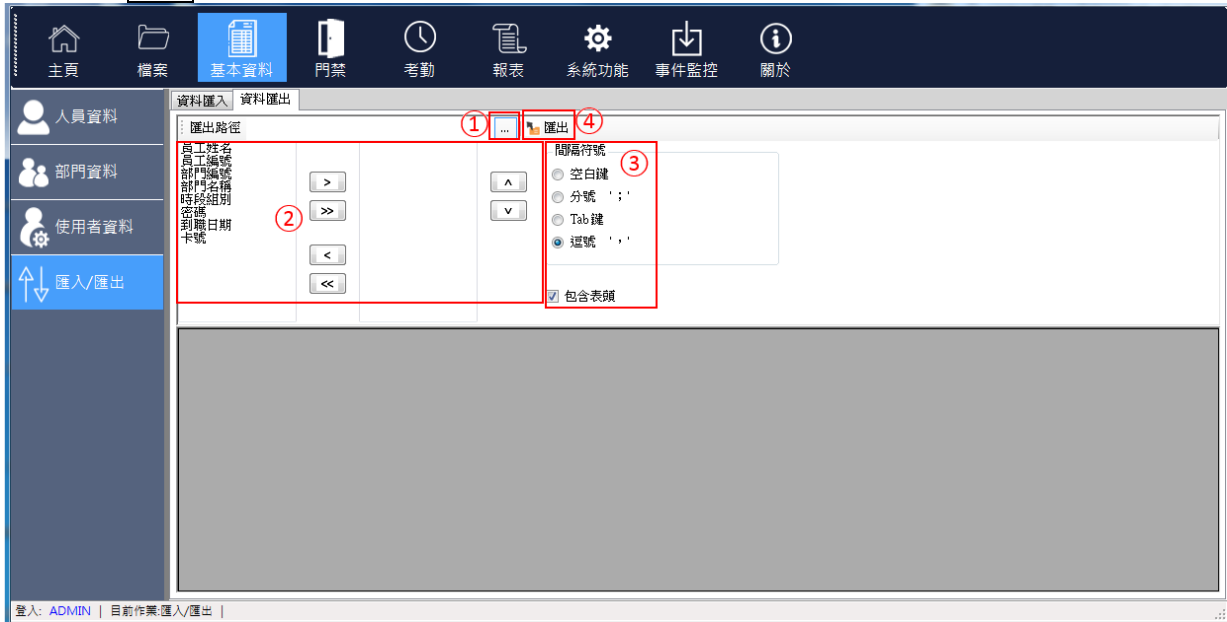 主頁 檔案 基本資料 門禁 考勤 報表 系統功能 事件監控 關於
人員資料
部門資料
使用者資料
匯入/匯出
資料匯入 資料匯出
匯出路徑 ① ... 匯出 ④
員工姓名
員工編號
部門編號
部門名稱
時段組別
密碼
到職日期
卡號
②
>
>>
<
<<
^
v
間隔符號 ③
空白鍵
分號 ';'
Tab鍵
逗號 ','
包含表頭
登入: ADMIN | 目前作業:匯入/匯出 |